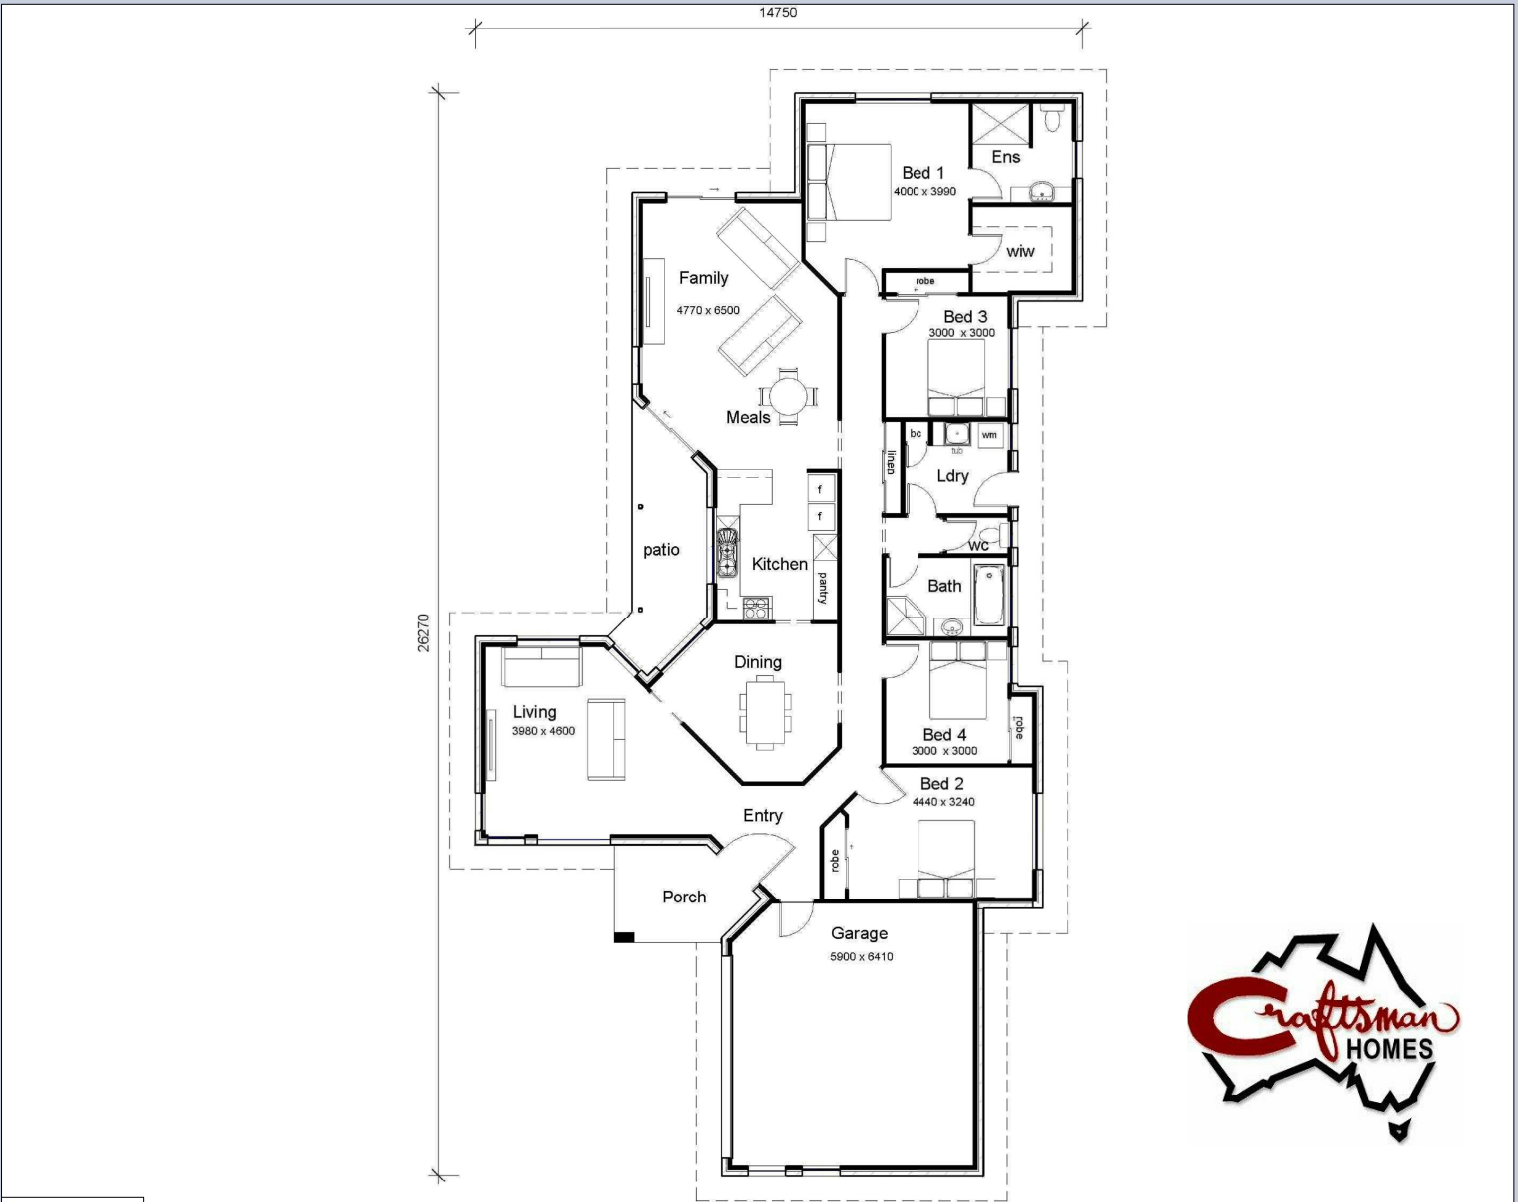 14750
26270
Bed 1
4000 x 3990
Ens
wiw
robe
Family
4770 x 6500
Bed 3
3000 x 3000
Meals
bc
tub
wm
linen
Ldry
f
f
patio
Kitchen
pantry
wc
Bath
Dining
Living
3980 x 4600
Bed 4
3000 x 3000
robe
Bed 2
4440 x 3240
Entry
robe
Porch
Garage
5900 x 6410
Craftsman
HOMES